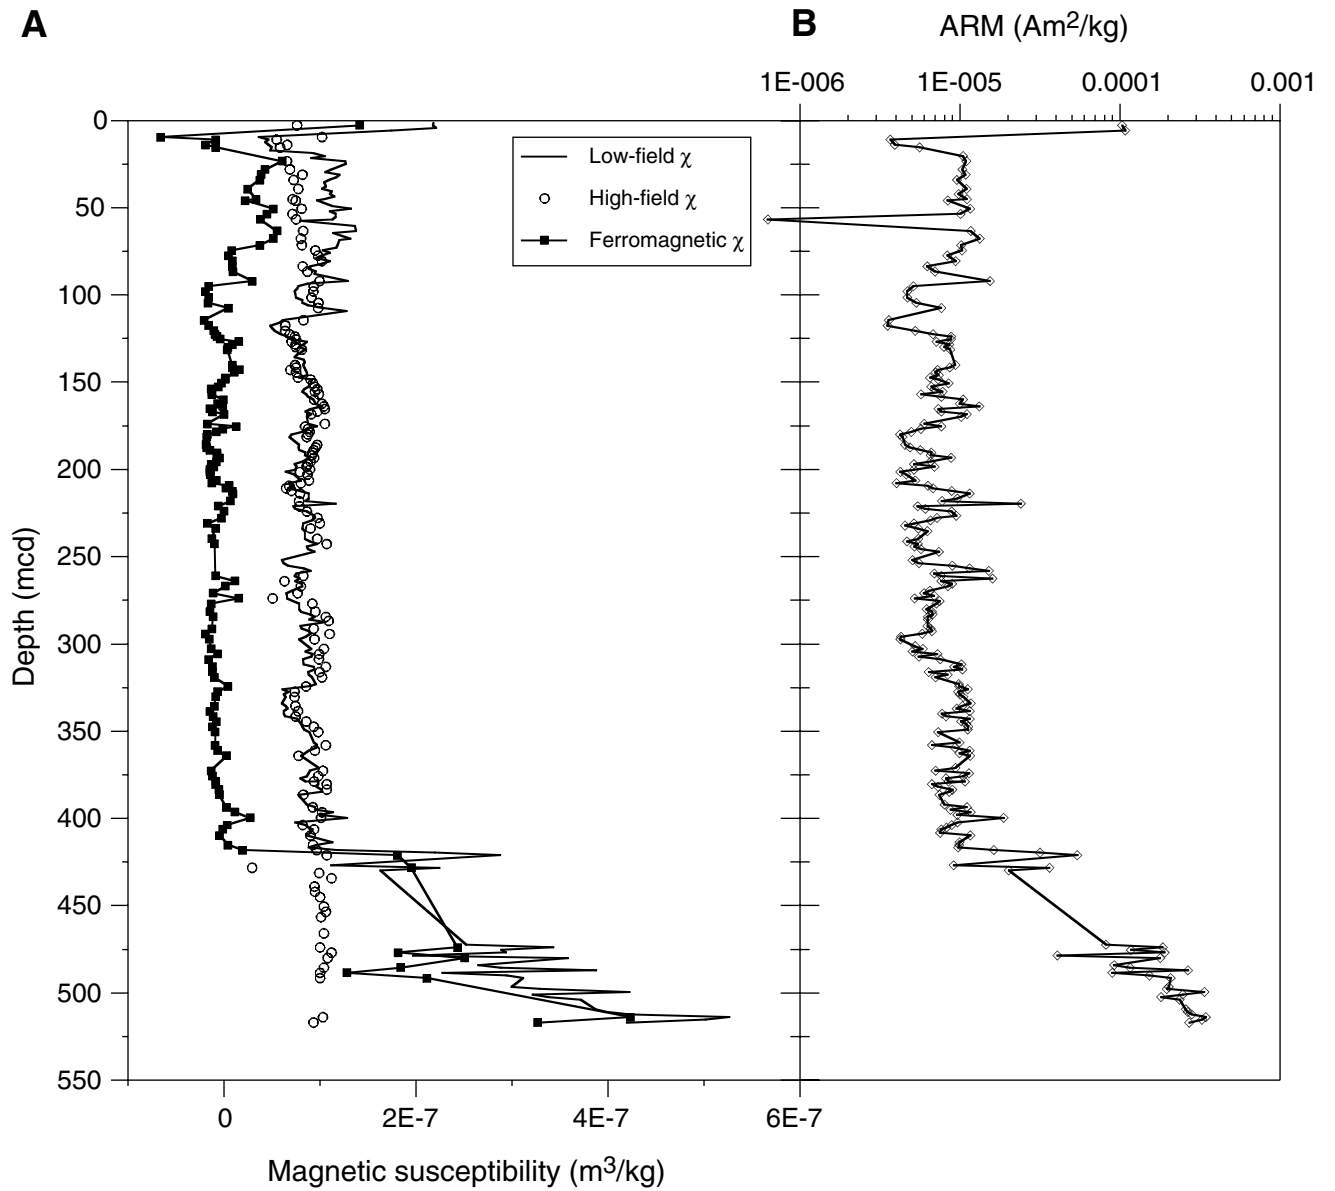 A
B
ARM (Am2/kg)
1E-006 1E-005 0.0001 0.001
Low-field χ
High-field χ
Ferromagnetic χ
0
50
100
150
200
250
300
350
400
450
500
550
Depth (mcd)
0 2E-7 4E-7 6E-7
Magnetic susceptibility (m3/kg)